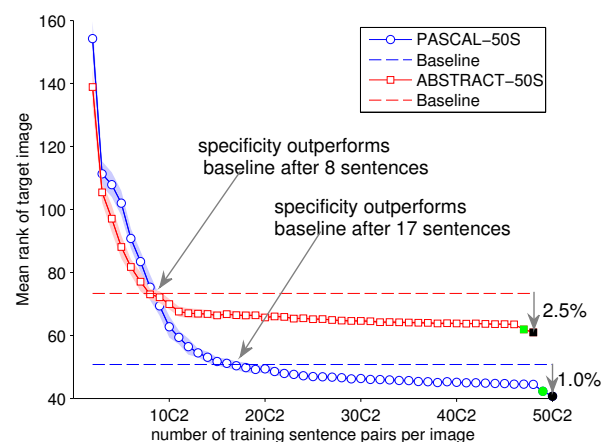 160
140
120
100
80
60
40
Mean rank of target image
PASCAL-50S
Baseline
ABSTRACT-50S
Baseline
specificity outperforms
baseline after 8 sentences
specificity outperforms
baseline after 17 sentences
2.5%
1.0%
10C2 20C2 30C2 40C2 50C2
number of training sentence pairs per image